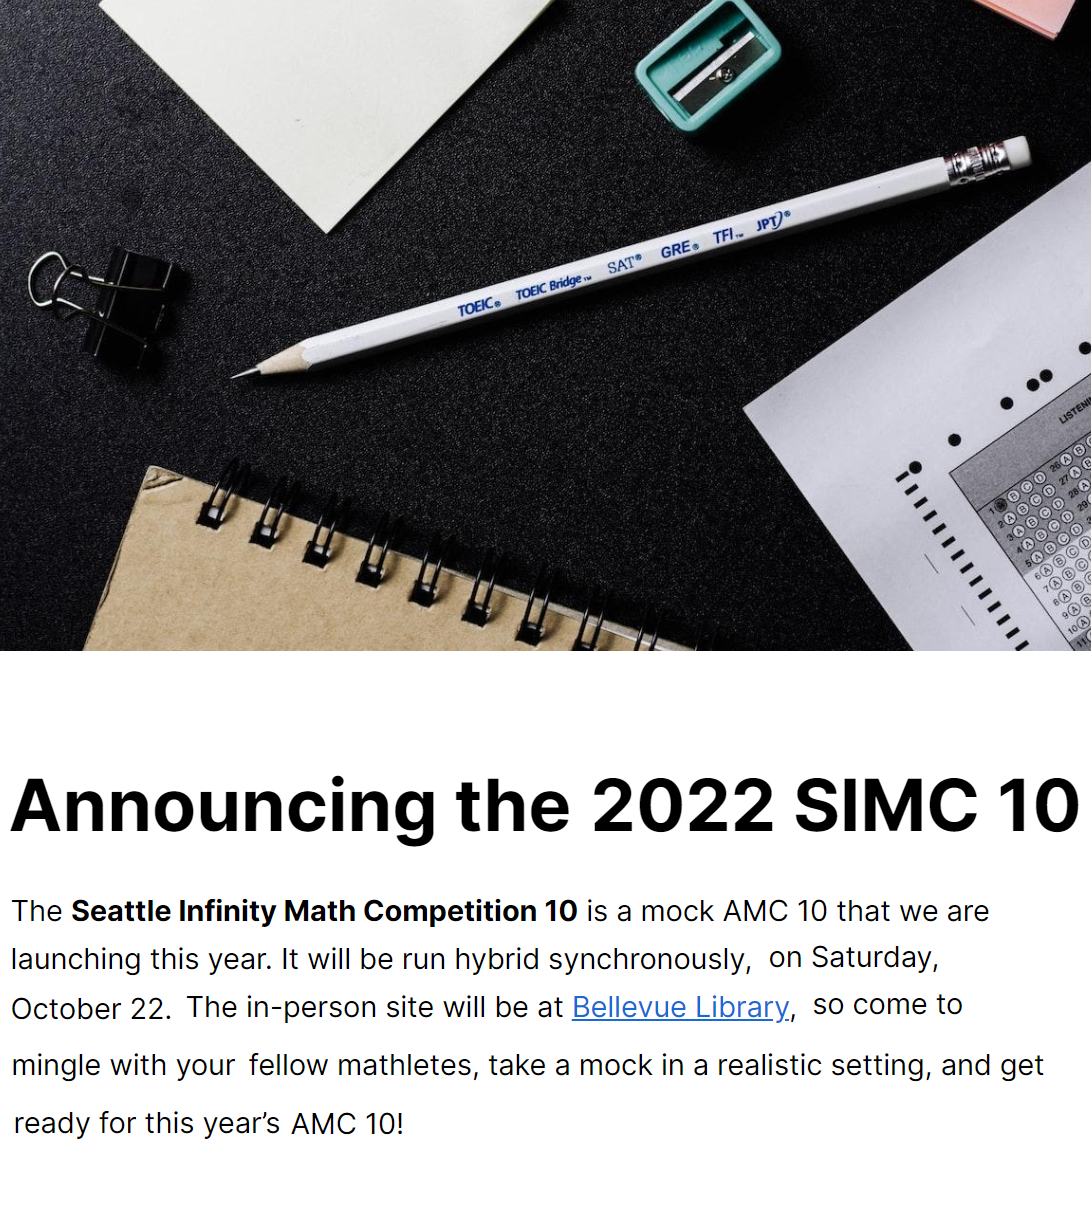 TOEIC® TOEIC Bridge™ SAT® GRE® TFI™ JPT®
Announcing the 2022 SIMC 10
The Seattle Infinity Math Competition 10 is a mock AMC 10 that we are
launching this year. It will be run hybrid synchronously, on Saturday,
October 22. The in-person site will be at Bellevue Library, so come to
mingle with your fellow mathletes, take a mock in a realistic setting, and get
ready for this year’s AMC 10!